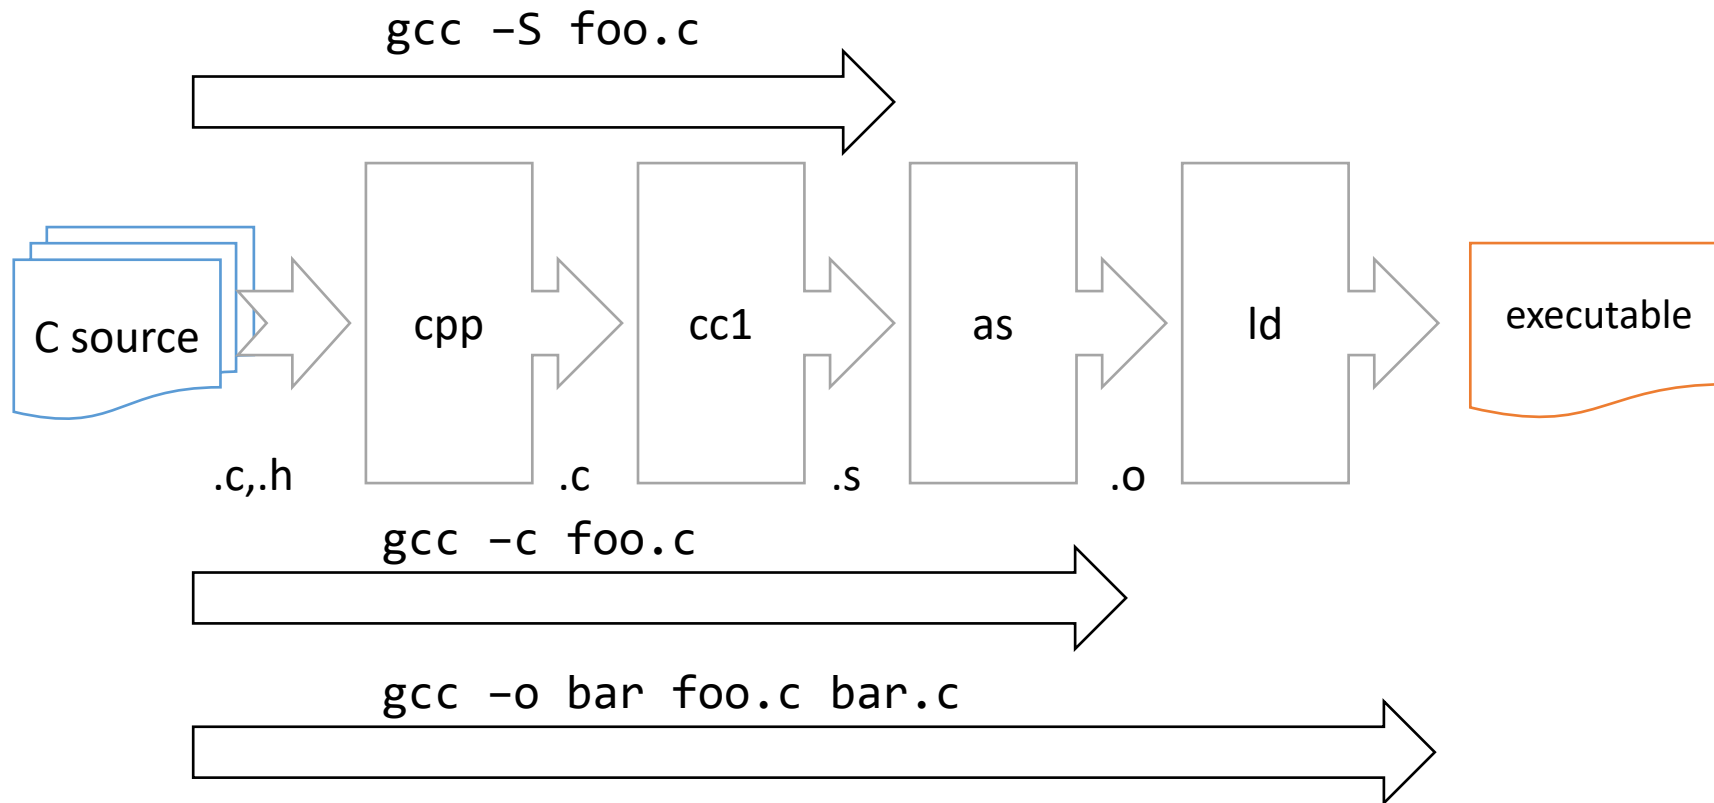 gcc –S foo.c
C source
cpp
cc1
as
ld
executable
.c,.h
.c
.s
.o
gcc –c foo.c
gcc –o bar foo.c bar.c